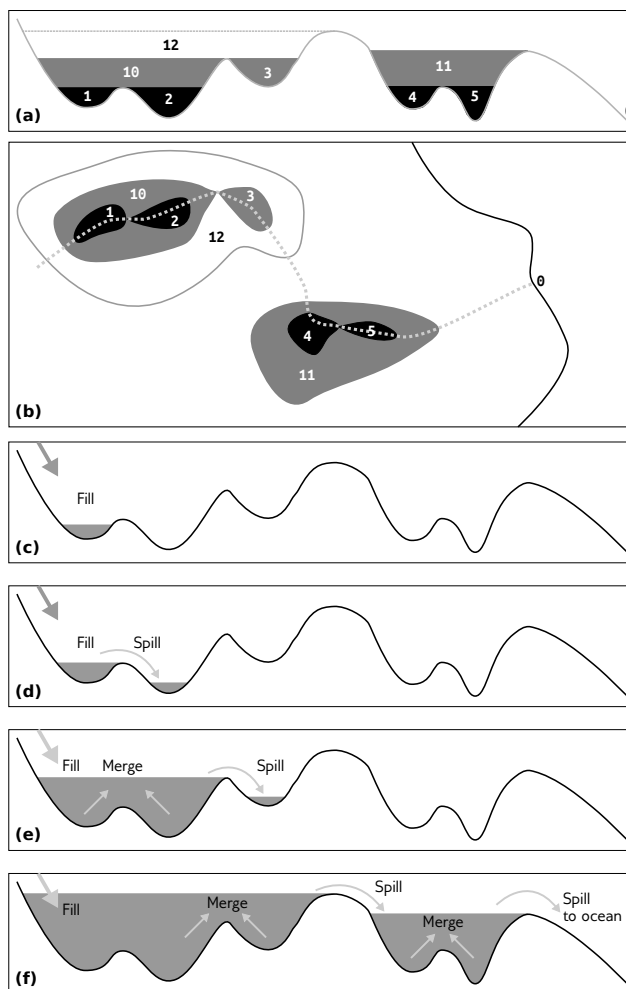 12
10
11
1
2
3
4
5
(a)
10
3
1
2
12
0
4
5
11
(b)
Fill
(c)
Fill
Spill
(d)
Fill
Merge
Spill
(e)
Fill
Merge
Spill
Merge
Spill
to ocean
(f)